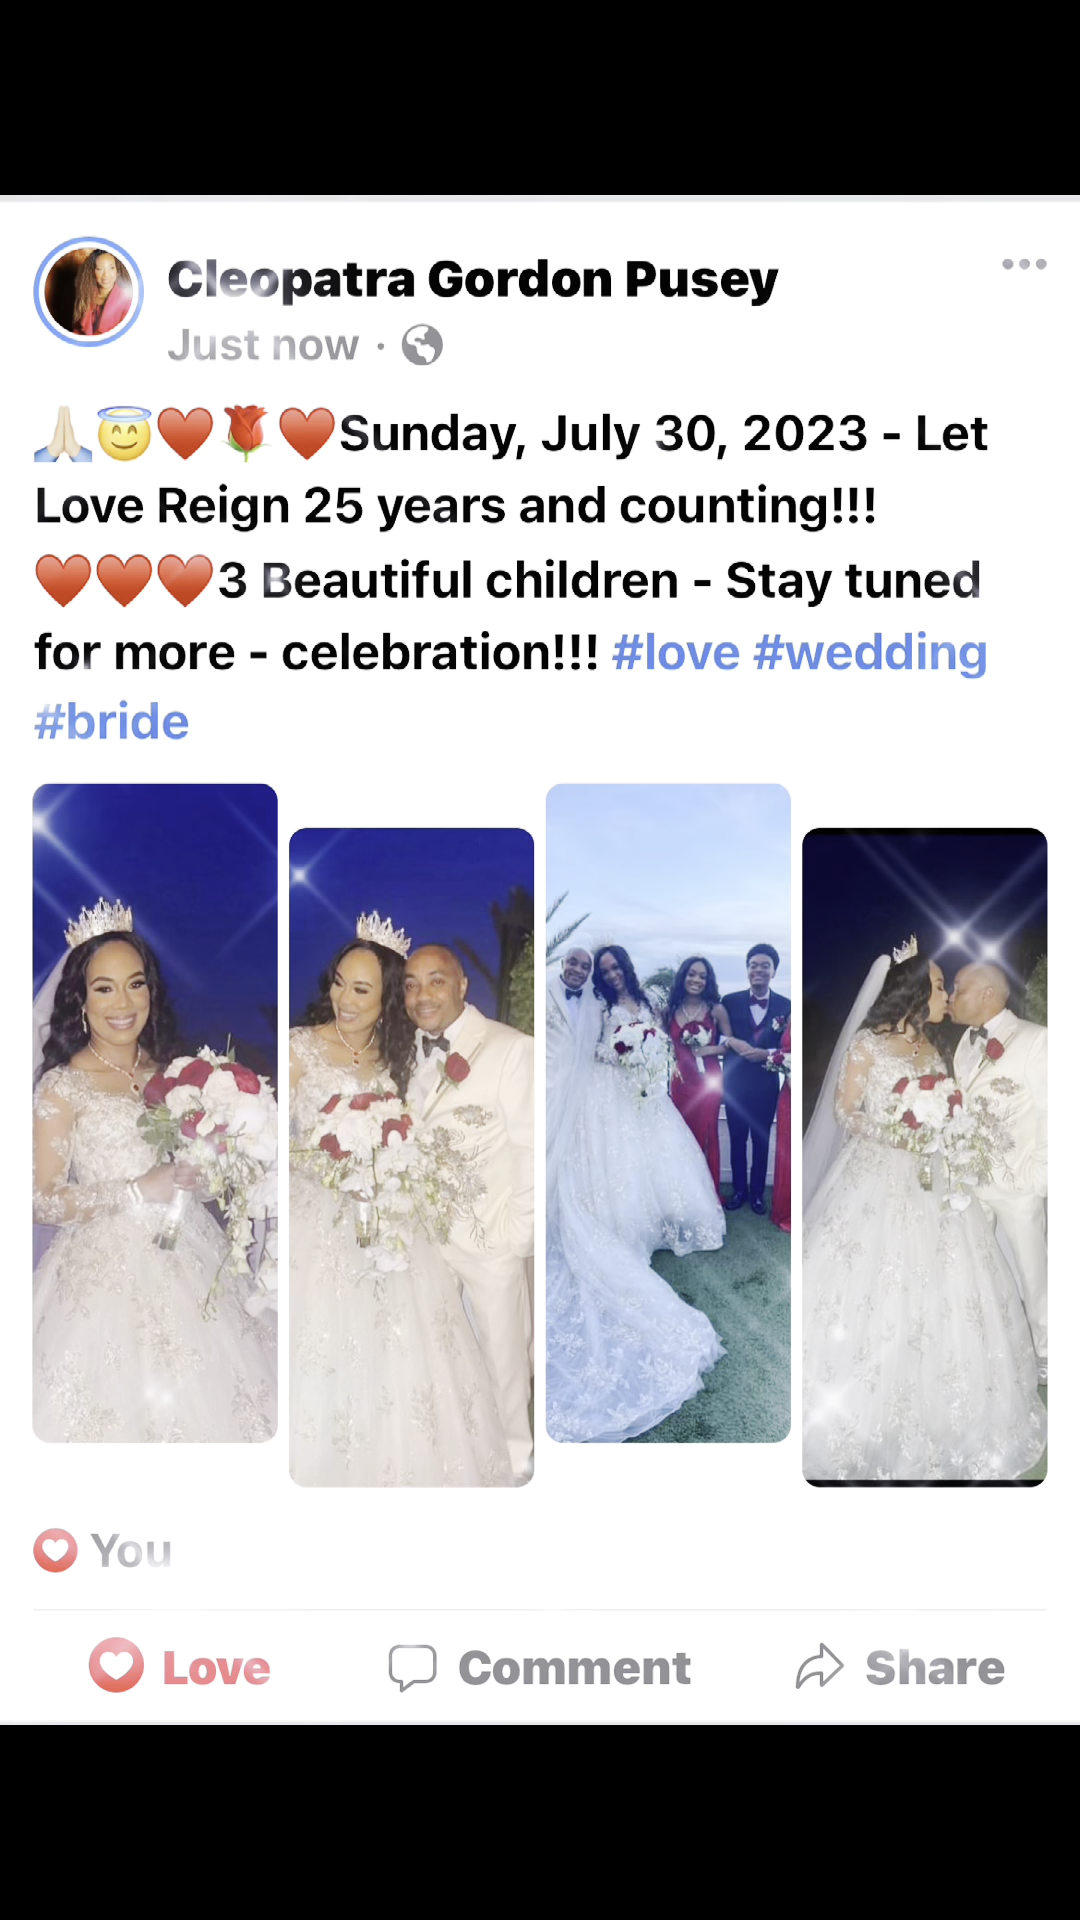 Cleopatra Gordon Pusey
Just now ·
🙏🏻😇♥️🌹♥️Sunday, July 30, 2023 - Let
Love Reign 25 years and counting!!!
♥️♥️♥️3 Beautiful children - Stay tuned
for more - celebration!!! #love #wedding
#bride
You
Love Comment Share